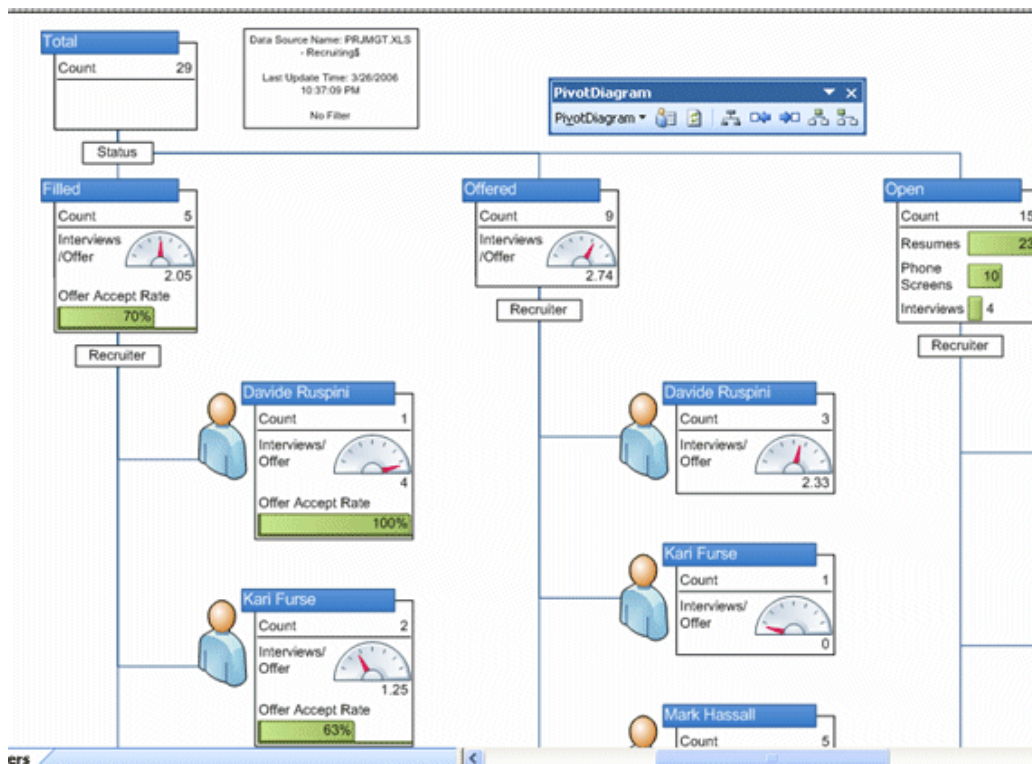 Total
Count 29
Data Source Name: PRJMGT.XLS
- Recruiting$
Last Update Time: 3/26/2006
10:37:09 PM
No Filter
PivotDiagram
PivotDiagram
Status
Filled
Count 5
Interviews
/Offer
2.05
Offer Accept Rate
70%
Recruiter
Offered
Count 9
Interviews
/Offer
2.74
Recruiter
Open
Count 15
Resumes 23
Phone
Screens 10
Interviews 4
Recruiter
Davide Ruspini
Count 1
Interviews/
Offer
4
Offer Accept Rate
100%
Kari Furse
Count 2
Interviews/
Offer
1.25
Offer Accept Rate
63%
Davide Ruspini
Count 3
Interviews/
Offer
2.33
Kari Furse
Count 1
Interviews/
Offer
0
Mark Hassall
Count 5
ers